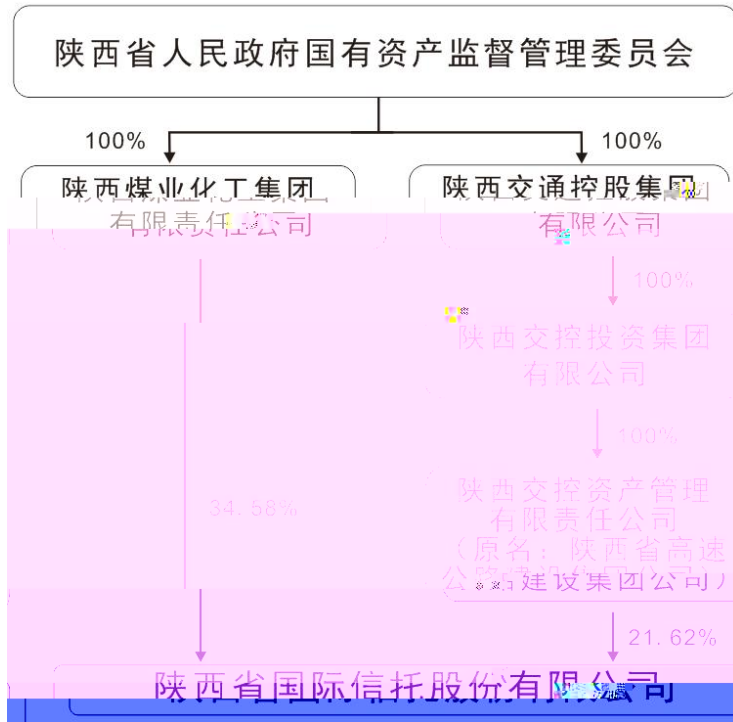 陕西省人民政府国有资产监督管理委员会
100%
100%
陕西煤业化工集团
有限责任公司
陕西交通控股集团
有限公司
100%
陕西交控投资集团
有限公司
100%
34.58%
陕西交控资产管理
有限责任公司
（原名：陕西省高速
公路建设集团公司）
21.62%
陕西省国际信托股份有限公司